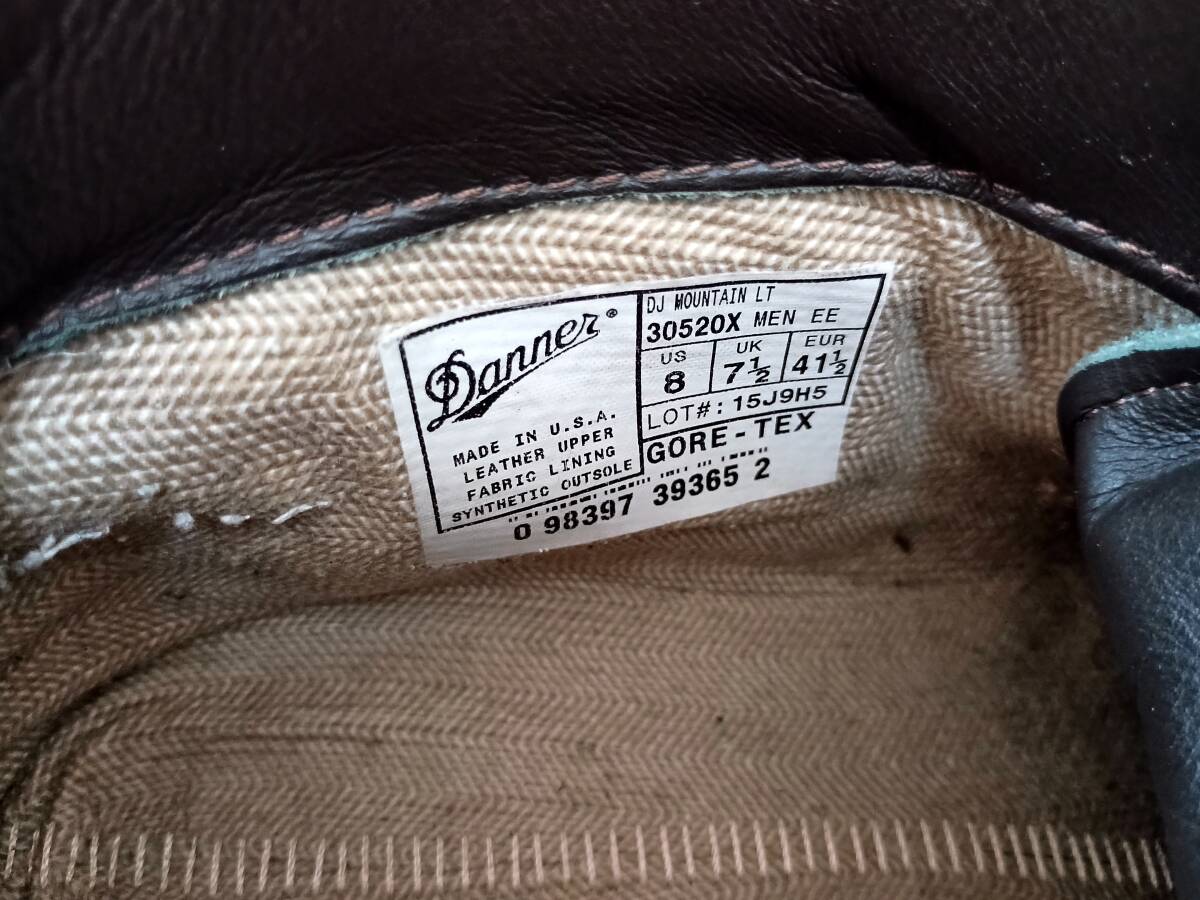 Danner®
MADE IN U.S.A.
LEATHER UPPER
FABRIC LINING
SYNTHETIC OUTSOLE
DJ MOUNTAIN LT
30520X MEN EE
US UK EUR
8 7½ 41½
LOT#: 15J9H5
GORE-TEX
0 98397 39365 2